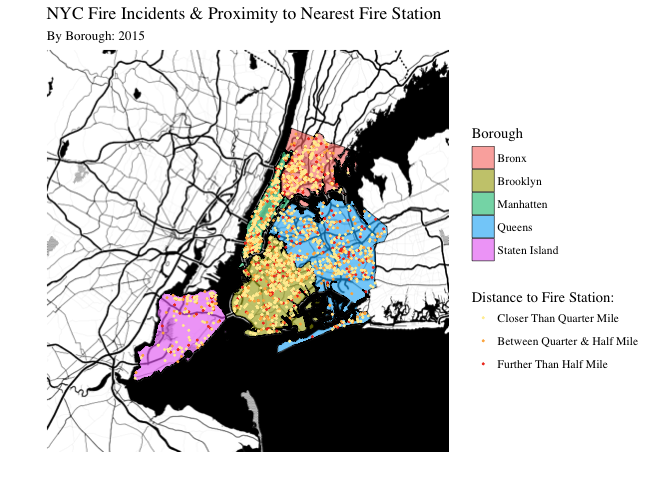 NYC Fire Incidents & Proximity to Nearest Fire Station
By Borough: 2015
Borough
Bronx
Brooklyn
Manhatten
Queens
Staten Island
Distance to Fire Station:
Closer Than Quarter Mile
Between Quarter & Half Mile
Further Than Half Mile